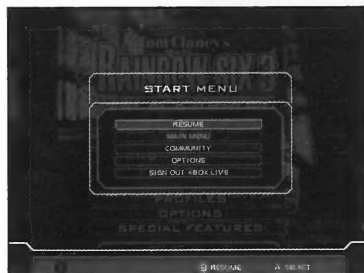 Tom Clancy's
RAINBOW SIX 3
START MENU
RESUME
MAIN MENU
COMMUNITY
OPTIONS
SIGN OUT XBOX LIVE
PROFILES
OPTIONS
SPECIAL FEATURES
B RESUME A SELECT